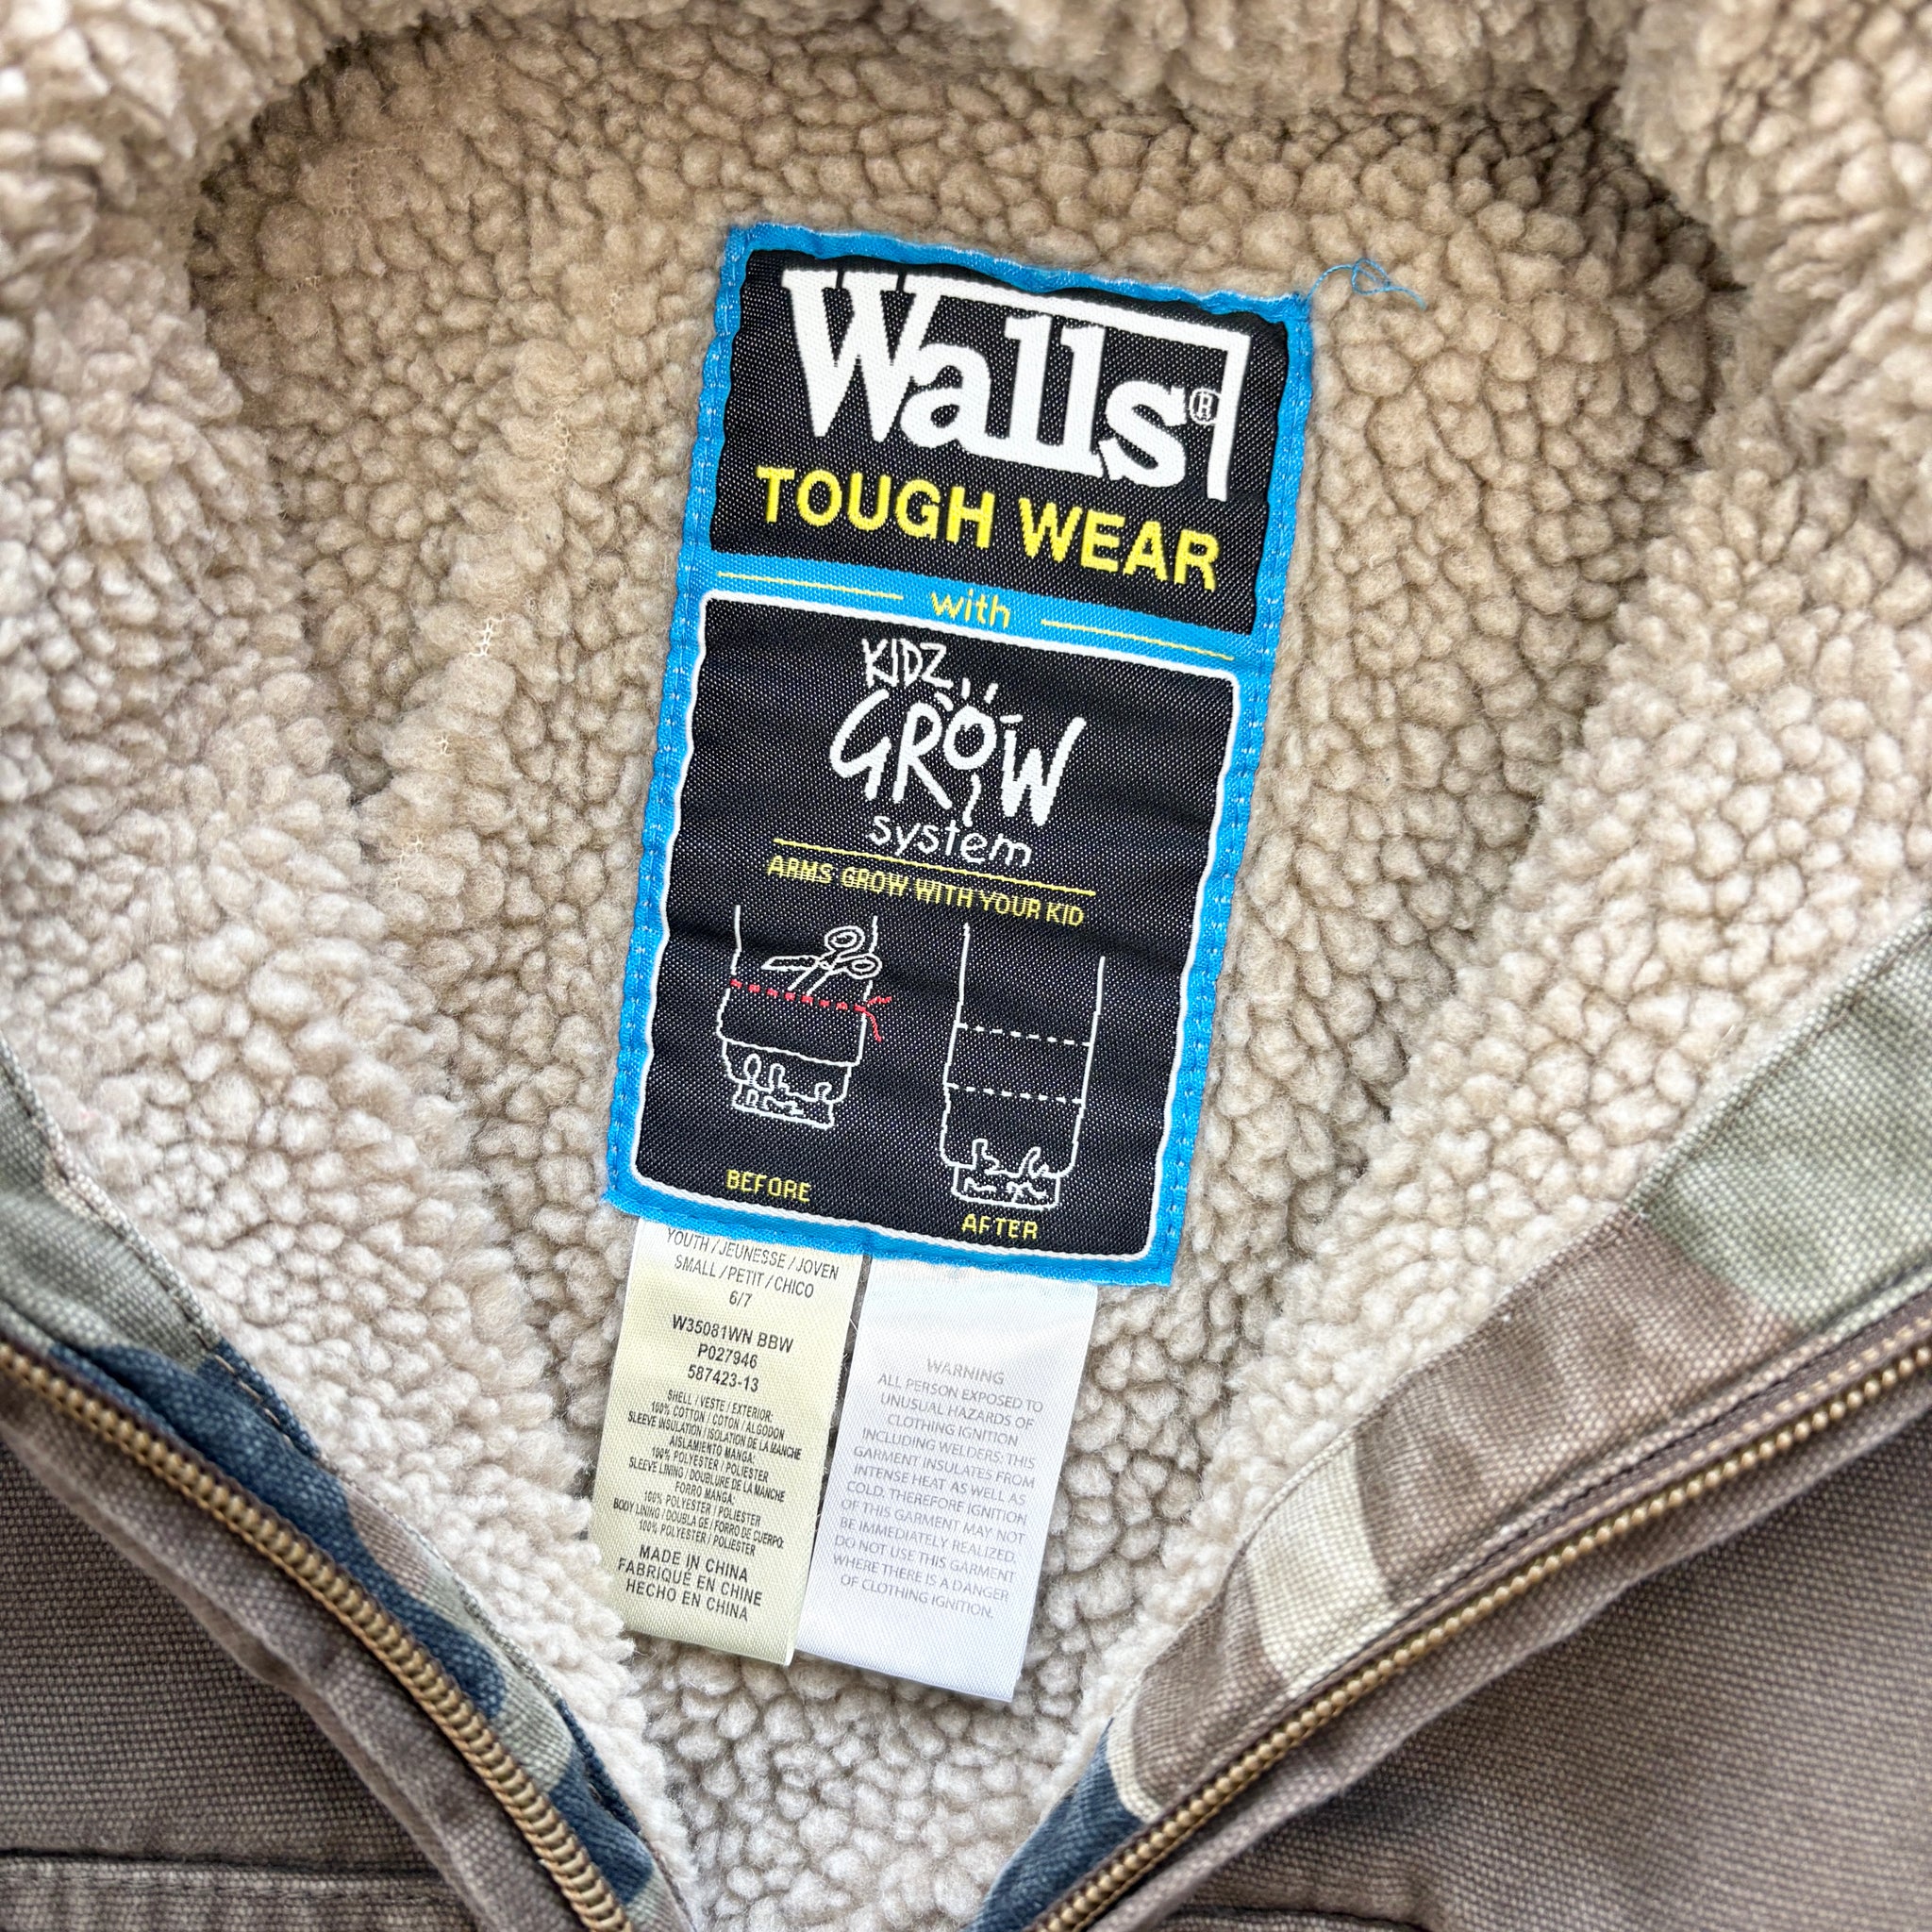 Walls®
TOUGH WEAR
with
KIDZ
GROW
system
ARMS GROW WITH YOUR KID
BEFORE
AFTER
YOUTH / JEUNESSE / JOVEN
SMALL / PETIT / CHICO
6/7
W35081WN BBW
P027946
587423-13
SHELL / VESTE / EXTERIOR:
100% COTTON / COTON / ALGODON
SLEEVE INSULATION / ISOLATION DE LA MANCHE
AISLAMIENTO MANGA:
100% POLYESTER / POLIESTER
SLEEVE LINING / DOUBLURE DE LA MANCHE
FORRO MANGA:
100% POLYESTER / POLIESTER
BODY LINING / DOUBLA GE / FORRO DE CUERPO:
100% POLYESTER / POLIESTER
MADE IN CHINA
FABRIQUÉ EN CHINE
HECHO EN CHINA
WARNING
ALL PERSON EXPOSED TO
UNUSUAL HAZARDS OF
CLOTHING IGNITION
INCLUDING WELDERS: THIS
GARMENT INSULATES FROM
INTENSE HEAT AS WELL AS
COLD. THEREFORE IGNITION
OF THIS GARMENT MAY NOT
BE IMMEDIATELY REALIZED.
DO NOT USE THIS GARMENT
WHERE THERE IS A DANGER
OF CLOTHING IGNITION.